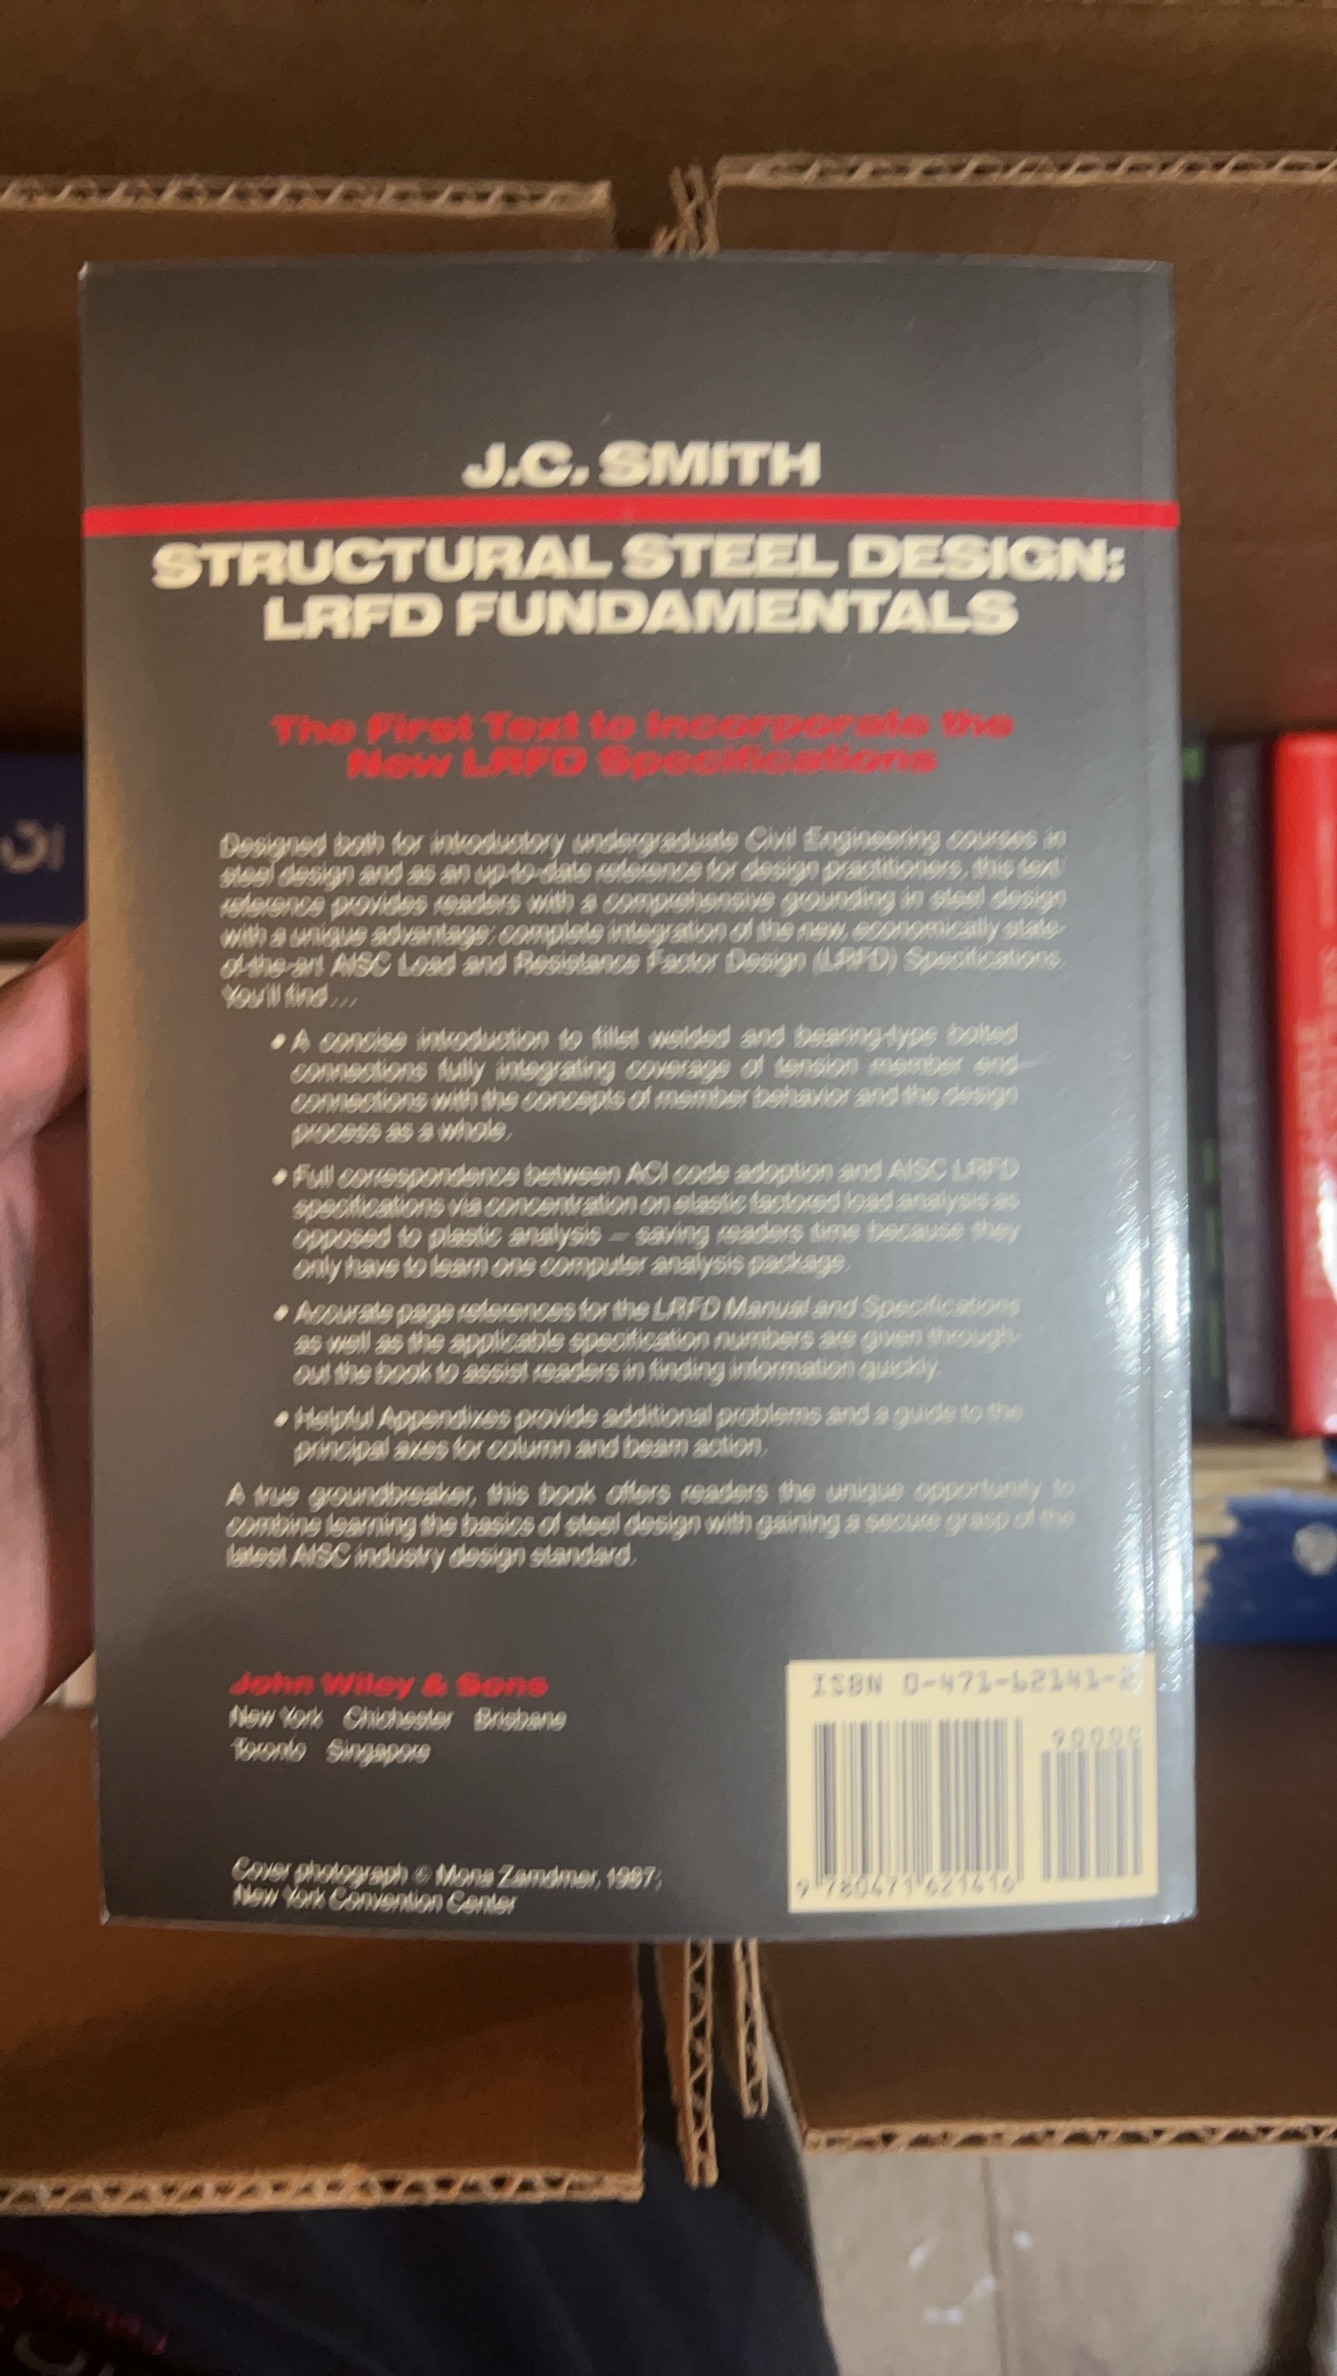 J.C. SMITH
STRUCTURAL STEEL DESIGN:
LRFD FUNDAMENTALS
The First Text to Incorporate the
New LRFD Specifications
Designed both for introductory undergraduate Civil Engineering courses in
steel design and as an up-to-date reference for design practitioners, this text/
reference provides readers with a comprehensive grounding in steel design
with a unique advantage: complete integration of the new, economically state-
of-the-art AISC Load and Resistance Factor Design (LRFD) Specifications.
You'll find...
• A concise introduction to fillet welded and bearing-type bolted
connections fully integrating coverage of tension member end
connections with the concepts of member behavior and the design
process as a whole.
• Full correspondence between ACI code adoption and AISC LRFD
specifications via concentration on elastic factored load analysis as
opposed to plastic analysis – saving readers time because they
only have to learn one computer analysis package.
• Accurate page references for the LRFD Manual and Specifications
as well as the applicable specification numbers are given through-
out the book to assist readers in finding information quickly.
• Helpful Appendixes provide additional problems and a guide to the
principal axes for column and beam action.
A true groundbreaker, this book offers readers the unique opportunity to
combine learning the basics of steel design with gaining a secure grasp of the
latest AISC industry design standard.
John Wiley & Sons
New York Chichester Brisbane
Toronto Singapore
ISBN 0-471-62141-2
90000
9 780471 621416
Cover photograph © Mona Zamdmer, 1987;
New York Convention Center